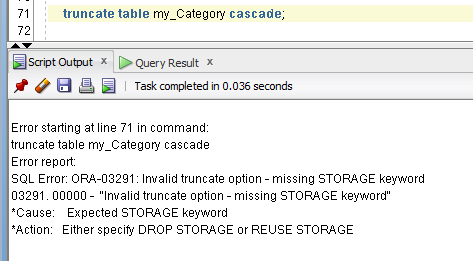 70
71 truncate table my_Category cascade;
72
Script Output x Query Result x
Task completed in 0.036 seconds
Error starting at line 71 in command:
truncate table my_Category cascade
Error report:
SQL Error: ORA-03291: Invalid truncate option - missing STORAGE keyword
03291. 00000 - "Invalid truncate option - missing STORAGE keyword"
*Cause: Expected STORAGE keyword
*Action: Either specify DROP STORAGE or REUSE STORAGE